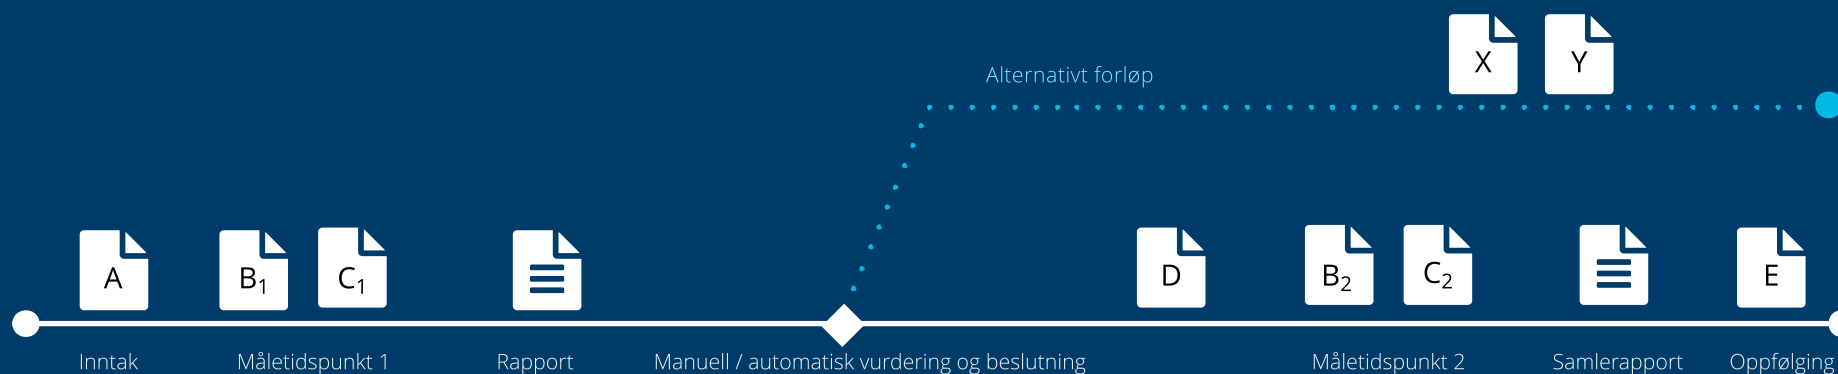 X Y
Alternativt forløp
A B₁ C₁ D B₂ C₂ E
Inntak Måletidspunkt 1 Rapport Manuell / automatisk vurdering og beslutning Måletidspunkt 2 Samlerapport Oppfølging